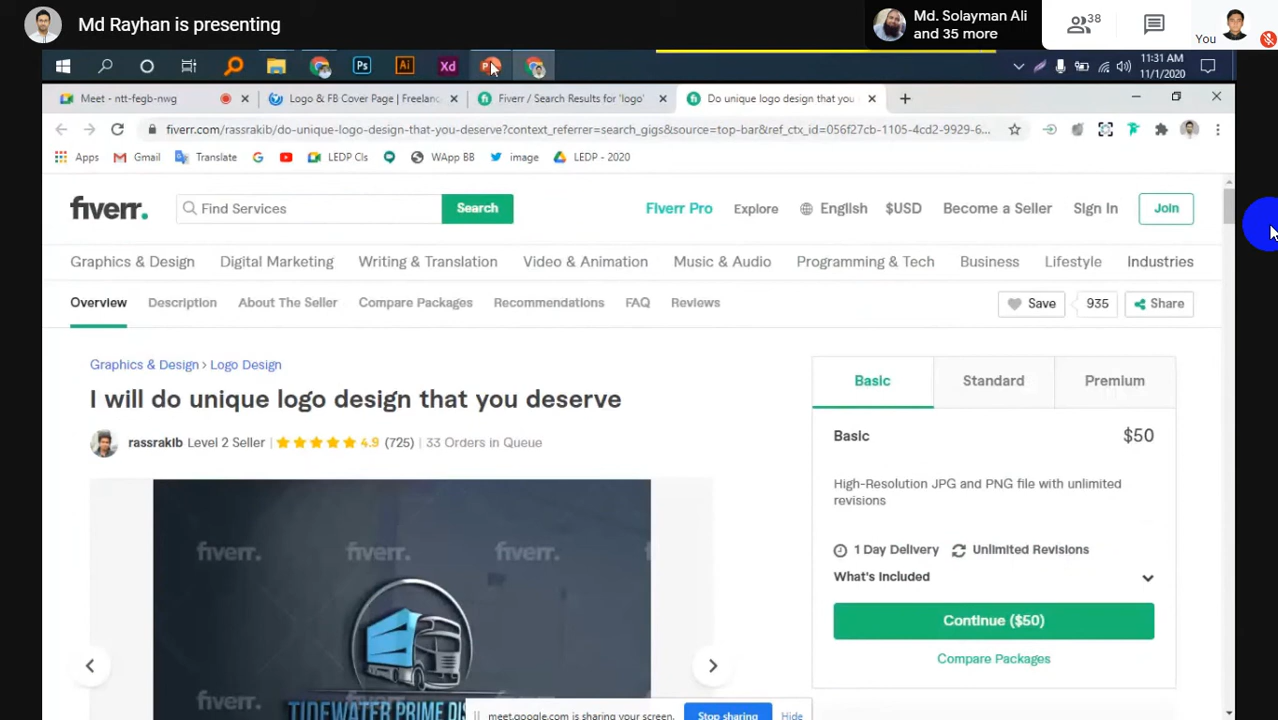 Md Rayhan is presenting
Md. Solayman Ali
and 35 more
38
You
Ps
Ai
Xd
11:31 AM
11/1/2020
Meet - ntt-fegb-nwg
Logo & FB Cover Page | Freelanc
Fiverr / Search Results for 'logo'
Do unique logo design that you
fiverr.com/rassrakib/do-unique-logo-design-that-you-deserve?context_referrer=search_gigs&source=top-bar&ref_ctx_id=056f27cb-1105-4cd2-9929-6...
Apps
Gmail
Translate
LEDP Cls
WApp BB
image
LEDP - 2020
fiverr.
Find Services
Search
Fiverr Pro
Explore
English
$USD
Become a Seller
Sign In
Join
Graphics & Design
Digital Marketing
Writing & Translation
Video & Animation
Music & Audio
Programming & Tech
Business
Lifestyle
Industries
Overview
Description
About The Seller
Compare Packages
Recommendations
FAQ
Reviews
Save
935
Share
Graphics & Design › Logo Design
I will do unique logo design that you deserve
rassrakib Level 2 Seller | 4.9 (725) | 33 Orders in Queue
Basic
Standard
Premium
Basic
$50
High-Resolution JPG and PNG file with unlimited
revisions
1 Day Delivery
Unlimited Revisions
What's Included
Continue ($50)
Compare Packages
fiverr.
fiverr.
fiverr.
fiverr.
fiverr.
TIDEWATER PRIME DIS
meet.google.com is sharing your screen.
Stop sharing
Hide